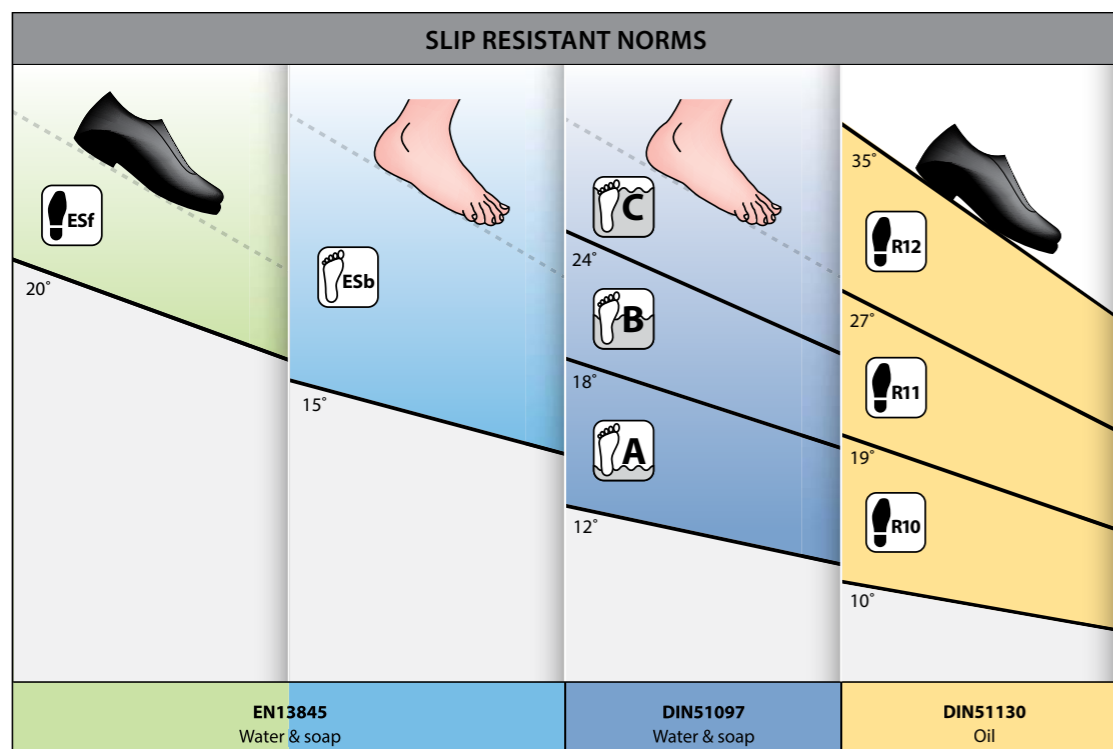 SLIP RESISTANT NORMS
ESf
20°
ESb
15°
C
24°
B
18°
A
12°
35°
R12
27°
R11
19°
R10
10°
EN13845
Water & soap
DIN51097
Water & soap
DIN51130
Oil